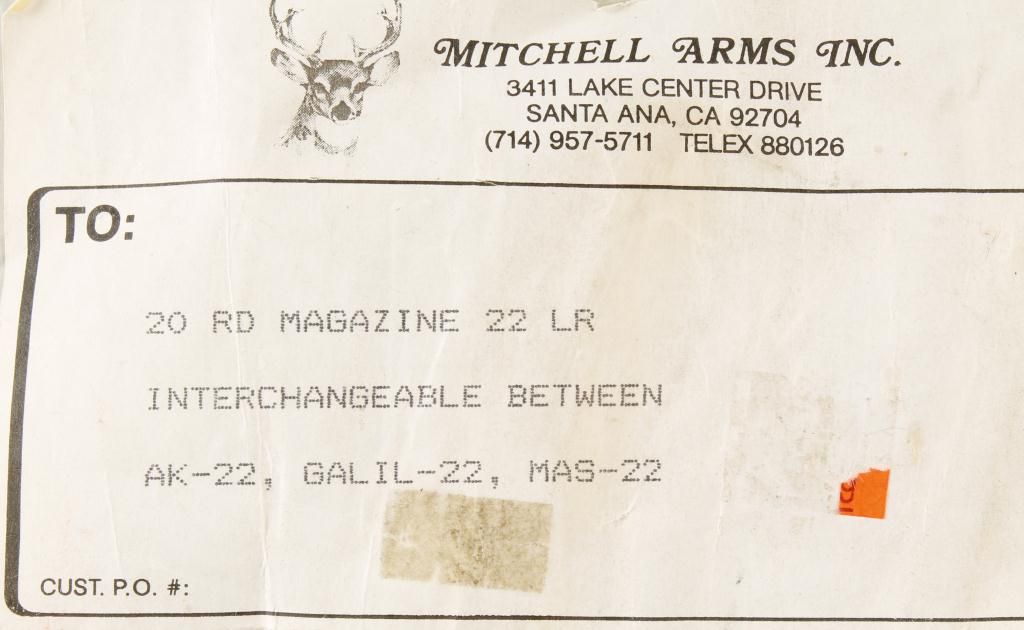 MITCHELL ARMS INC.
3411 LAKE CENTER DRIVE
SANTA ANA, CA 92704
(714) 957-5711 TELEX 880126
TO:
20 RD MAGAZINE 22 LR
INTERCHANGEABLE BETWEEN
AK-22, GALIL-22, MAS-22
CUST. P.O. #: